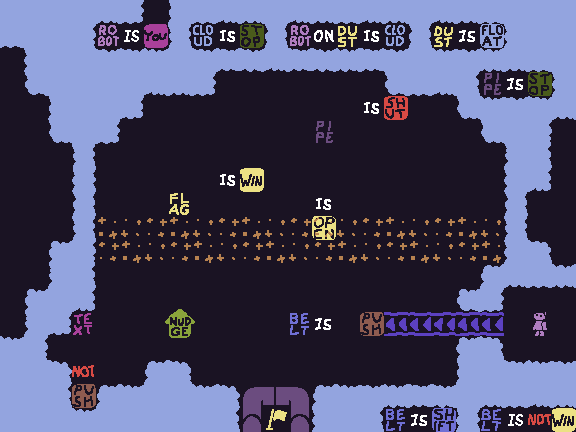 ROBOT IS YOU CLOUD IS STOP ROBOT ON DUST IS CLOUD DUST IS FLOAT
PIPE IS STOP
IS SHUT
PIPE
IS WIN
FLAG IS
OPEN
TEXT NUDGE BELT IS PUSH
NOT
PUSH
BELT IS SHIFT BELT IS NOT WIN